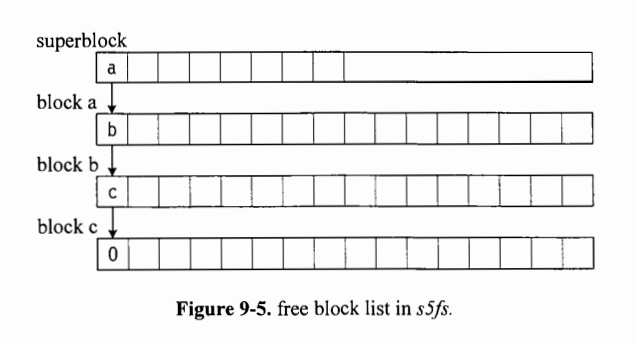 superblock
a
block a
b
block b
c
block c
0
Figure 9-5. free block list in s5fs.